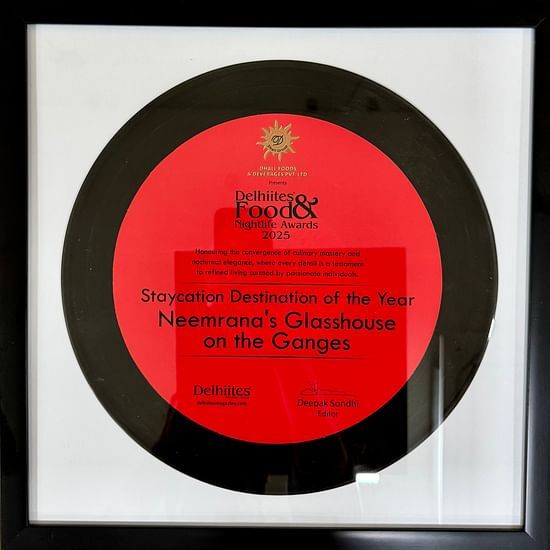 DHALL FOODS
& BEVERAGES PVT. LTD
Presents
Delhiites'
Food&
Nightlife Awards
2025
Honouring the convergence of culinary mastery and
nocturnal elegance, where every detail is a testament
to refined living curated by passionate individuals.
Staycation Destination of the Year
Neemrana's Glasshouse
on the Ganges
Delhiites
delhiitesmagazine.com
Deepak Sondhi
Editor